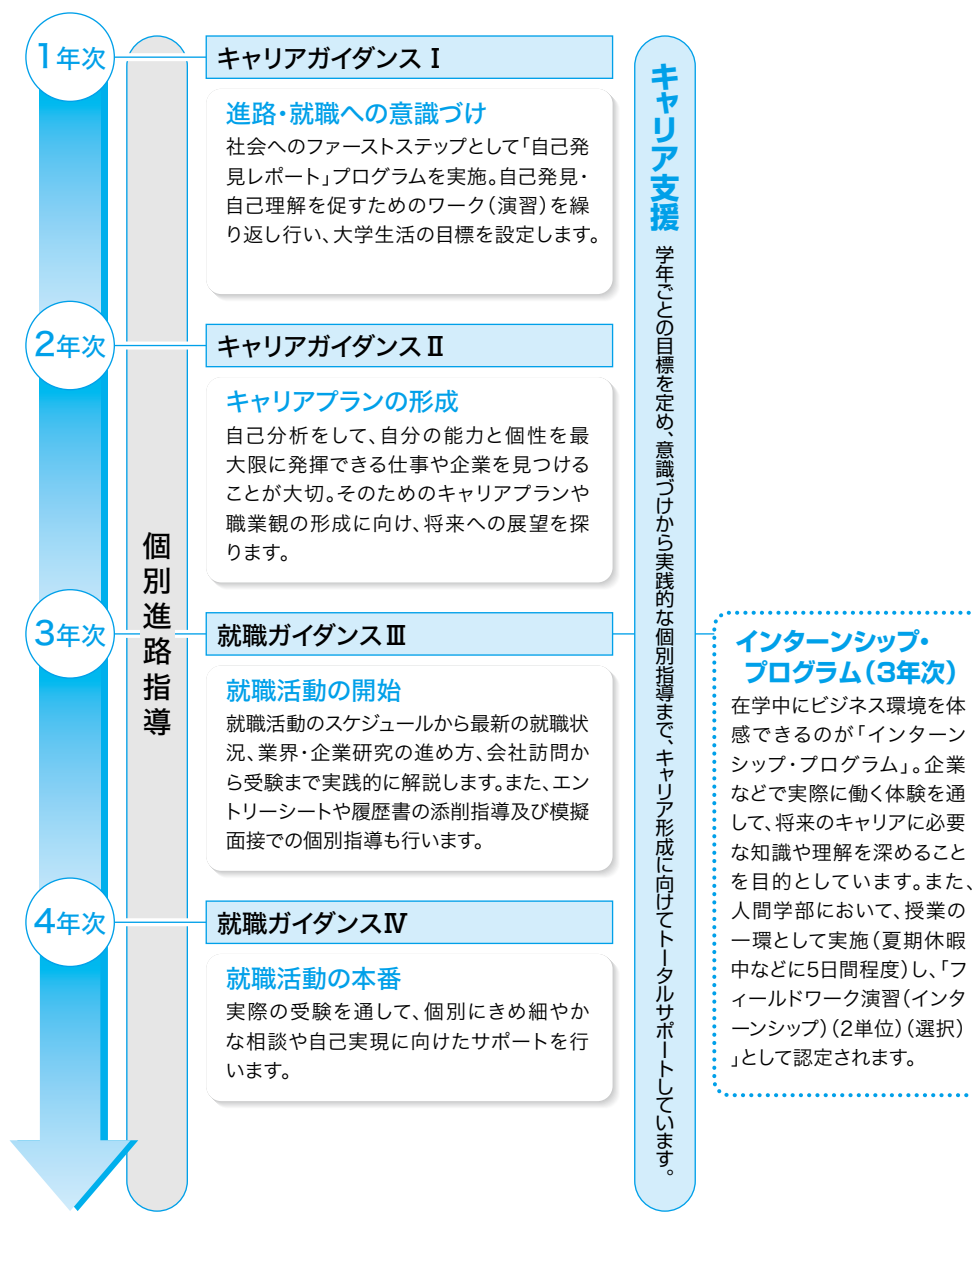 1年次
キャリアガイダンス Ⅰ
進路・就職への意識づけ
社会へのファーストステップとして「自己発
見レポート」プログラムを実施。自己発見・
自己理解を促すためのワーク（演習）を繰
り返し行い、大学生活の目標を設定します。
2年次
キャリアガイダンス Ⅱ
キャリアプランの形成
自己分析をして、自分の能力と個性を最
大限に発揮できる仕事や企業を見つける
ことが大切。そのためのキャリアプランや
職業観の形成に向け、将来への展望を探
ります。
3年次
就職ガイダンス Ⅲ
就職活動の開始
就職活動のスケジュールから最新の就職状
況、業界・企業研究の進め方、会社訪問か
ら受験まで実践的に解説します。また、エン
トリーシートや履歴書の添削指導及び模擬
面接での個別指導も行います。
4年次
就職ガイダンスⅣ
就職活動の本番
実際の受験を通して、個別にきめ細やか
な相談や自己実現に向けたサポートを行
います。
個別進路指導
キャリア支援 学年ごとの目標を定め、意識づけから実践的な個別指導まで、キャリア形成に向けてトータルサポートしています。
インターンシップ・
プログラム（3年次）
在学中にビジネス環境を体
感できるのが「インターン
シップ・プログラム」。企業
などで実際に働く体験を通
して、将来のキャリアに必要
な知識や理解を深めること
を目的としています。また、
人間学部において、授業の
一環として実施（夏期休暇
中などに5日間程度）し、「フ
ィールドワーク演習（インタ
ーンシップ）（2単位）（選択）
」として認定されます。